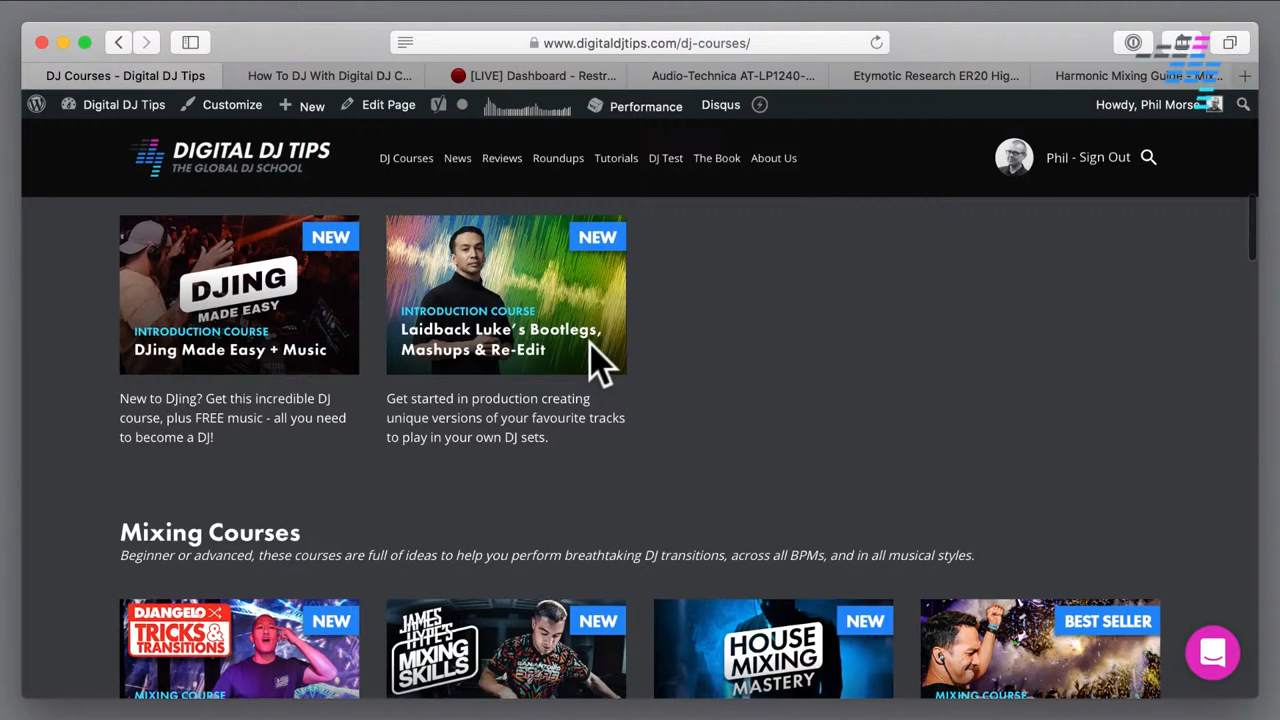 www.digitaldjtips.com/dj-courses/
DJ Courses - Digital DJ Tips
How To DJ With Digital DJ C...
[LIVE] Dashboard - Restr...
Audio-Technica AT-LP1240-...
Etymotic Research ER20 Hig...
Harmonic Mixing Guide - Mix...
Digital DJ Tips
Customize
New
Edit Page
Performance
Disqus
Howdy, Phil Morse
DIGITAL DJ TIPS
THE GLOBAL DJ SCHOOL
DJ Courses
News
Reviews
Roundups
Tutorials
DJ Test
The Book
About Us
Phil - Sign Out
NEW
DJING
MADE EASY
INTRODUCTION COURSE
DJing Made Easy + Music
New to DJing? Get this incredible DJ
course, plus FREE music - all you need
to become a DJ!
NEW
INTRODUCTION COURSE
Laidback Luke's Bootlegs,
Mashups & Re-Edit
Get started in production creating
unique versions of your favourite tracks
to play in your own DJ sets.
Mixing Courses
Beginner or advanced, these courses are full of ideas to help you perform breathtaking DJ transitions, across all BPMs, and in all musical styles.
DJANGELO
TRICKS &
TRANSITIONS
NEW
MIXING COURSE
JAMES
HYPE'S
MIXING
SKILLS
NEW
HOUSE
MIXING
MASTERY
NEW
BEST SELLER
MIXING COURSE